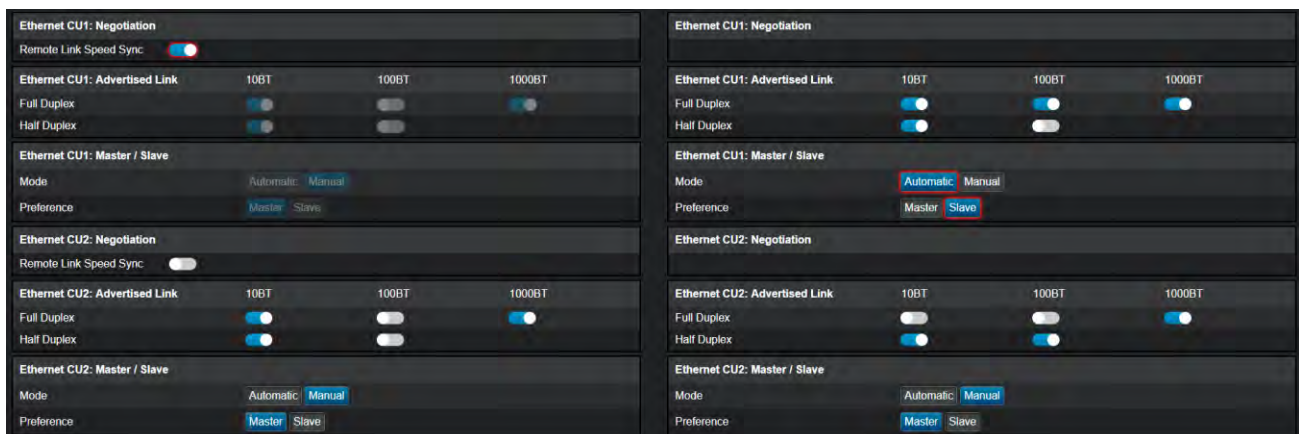 Ethernet CU1: Negotiation
Remote Link Speed Sync
Ethernet CU1: Advertised Link 10BT 100BT 1000BT
Full Duplex
Half Duplex
Ethernet CU1: Master / Slave
Mode Automatic Manual
Preference Master Slave
Ethernet CU2: Negotiation
Remote Link Speed Sync
Ethernet CU2: Advertised Link 10BT 100BT 1000BT
Full Duplex
Half Duplex
Ethernet CU2: Master / Slave
Mode Automatic Manual
Preference Master Slave
Ethernet CU1: Negotiation
Ethernet CU1: Advertised Link 10BT 100BT 1000BT
Full Duplex
Half Duplex
Ethernet CU1: Master / Slave
Mode Automatic Manual
Preference Master Slave
Ethernet CU2: Negotiation
Ethernet CU2: Advertised Link 10BT 100BT 1000BT
Full Duplex
Half Duplex
Ethernet CU2: Master / Slave
Mode Automatic Manual
Preference Master Slave